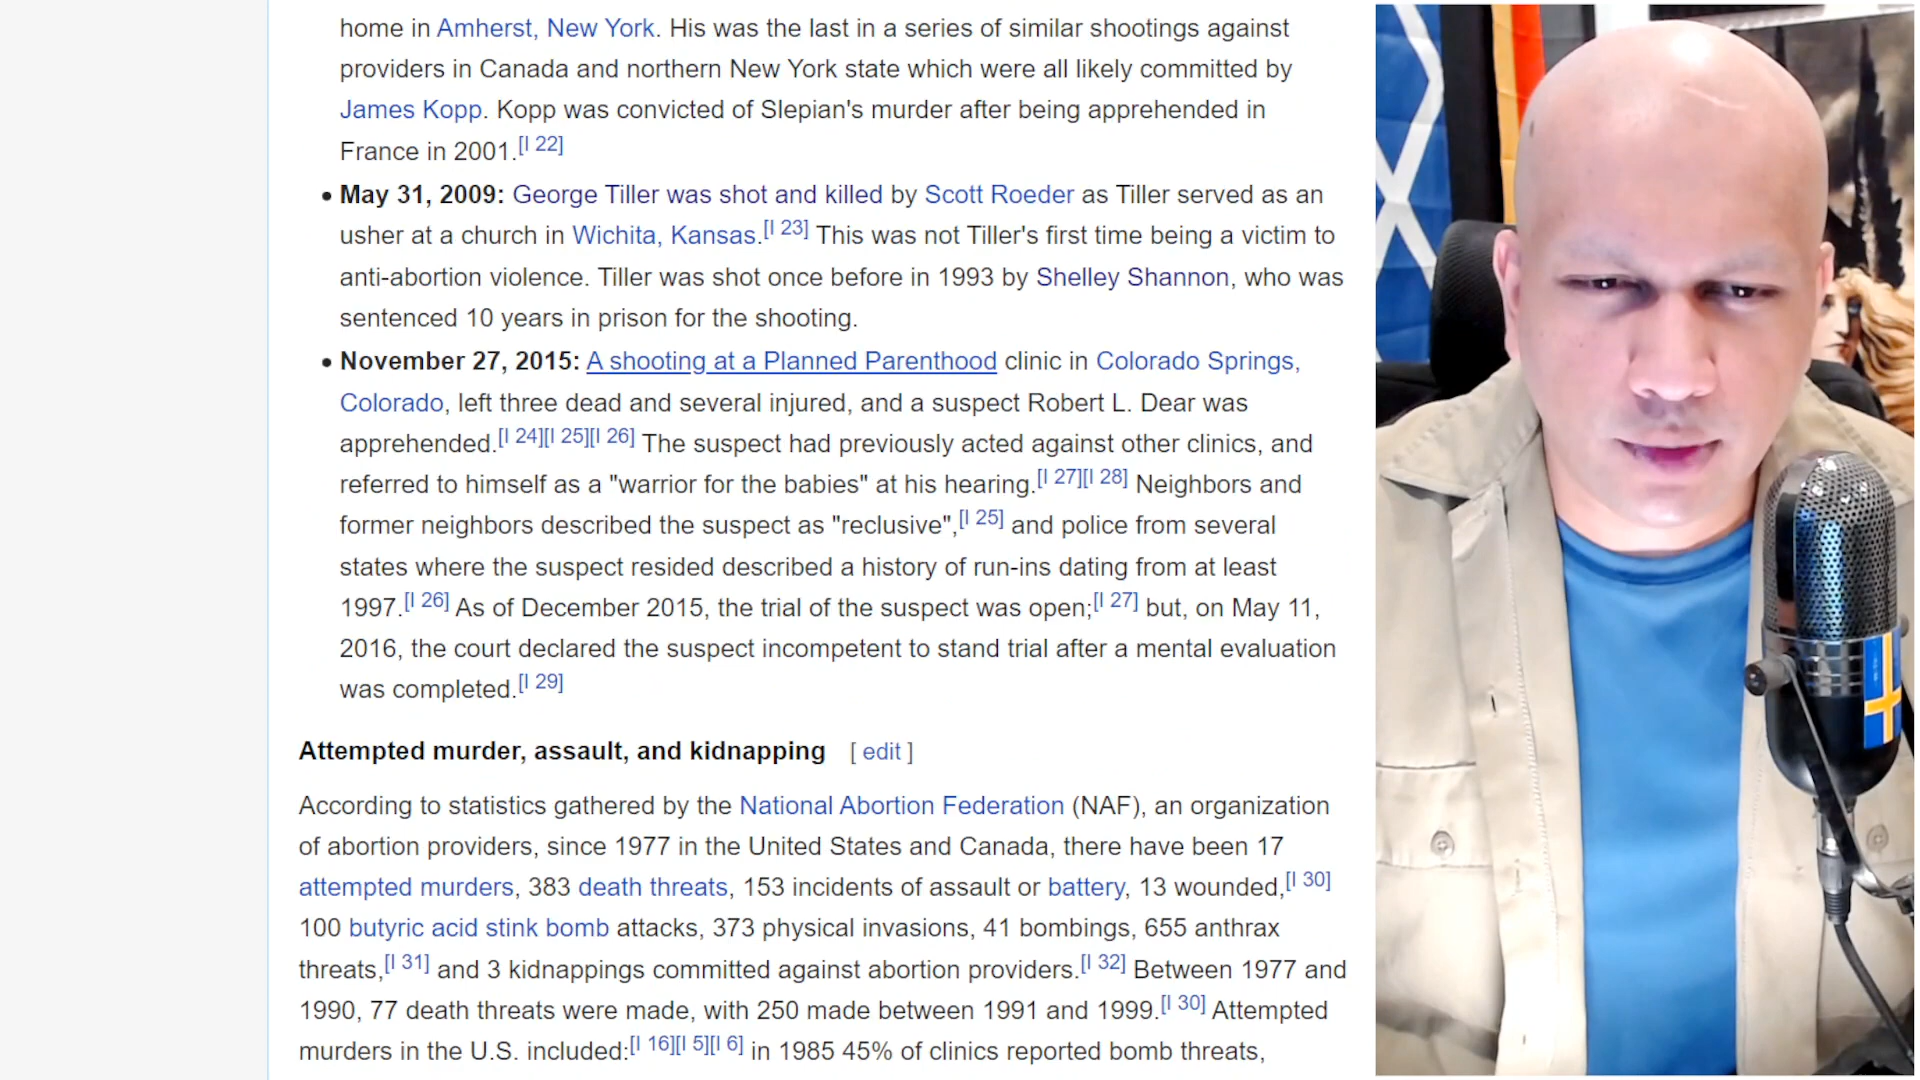 home in Amherst, New York. His was the last in a series of similar shootings against
providers in Canada and northern New York state which were all likely committed by
James Kopp. Kopp was convicted of Slepian's murder after being apprehended in
France in 2001.[I 22]
• May 31, 2009: George Tiller was shot and killed by Scott Roeder as Tiller served as an
usher at a church in Wichita, Kansas.[I 23] This was not Tiller's first time being a victim to
anti-abortion violence. Tiller was shot once before in 1993 by Shelley Shannon, who was
sentenced 10 years in prison for the shooting.
• November 27, 2015: A shooting at a Planned Parenthood clinic in Colorado Springs,
Colorado, left three dead and several injured, and a suspect Robert L. Dear was
apprehended.[I 24][I 25][I 26] The suspect had previously acted against other clinics, and
referred to himself as a "warrior for the babies" at his hearing.[I 27][I 28] Neighbors and
former neighbors described the suspect as "reclusive",[I 25] and police from several
states where the suspect resided described a history of run-ins dating from at least
1997.[I 26] As of December 2015, the trial of the suspect was open;[I 27] but, on May 11,
2016, the court declared the suspect incompetent to stand trial after a mental evaluation
was completed.[I 29]
Attempted murder, assault, and kidnapping [ edit ]
According to statistics gathered by the National Abortion Federation (NAF), an organization
of abortion providers, since 1977 in the United States and Canada, there have been 17
attempted murders, 383 death threats, 153 incidents of assault or battery, 13 wounded,[I 30]
100 butyric acid stink bomb attacks, 373 physical invasions, 41 bombings, 655 anthrax
threats,[I 31] and 3 kidnappings committed against abortion providers.[I 32] Between 1977 and
1990, 77 death threats were made, with 250 made between 1991 and 1999.[I 30] Attempted
murders in the U.S. included:[I 16][I 5][I 6] in 1985 45% of clinics reported bomb threats,